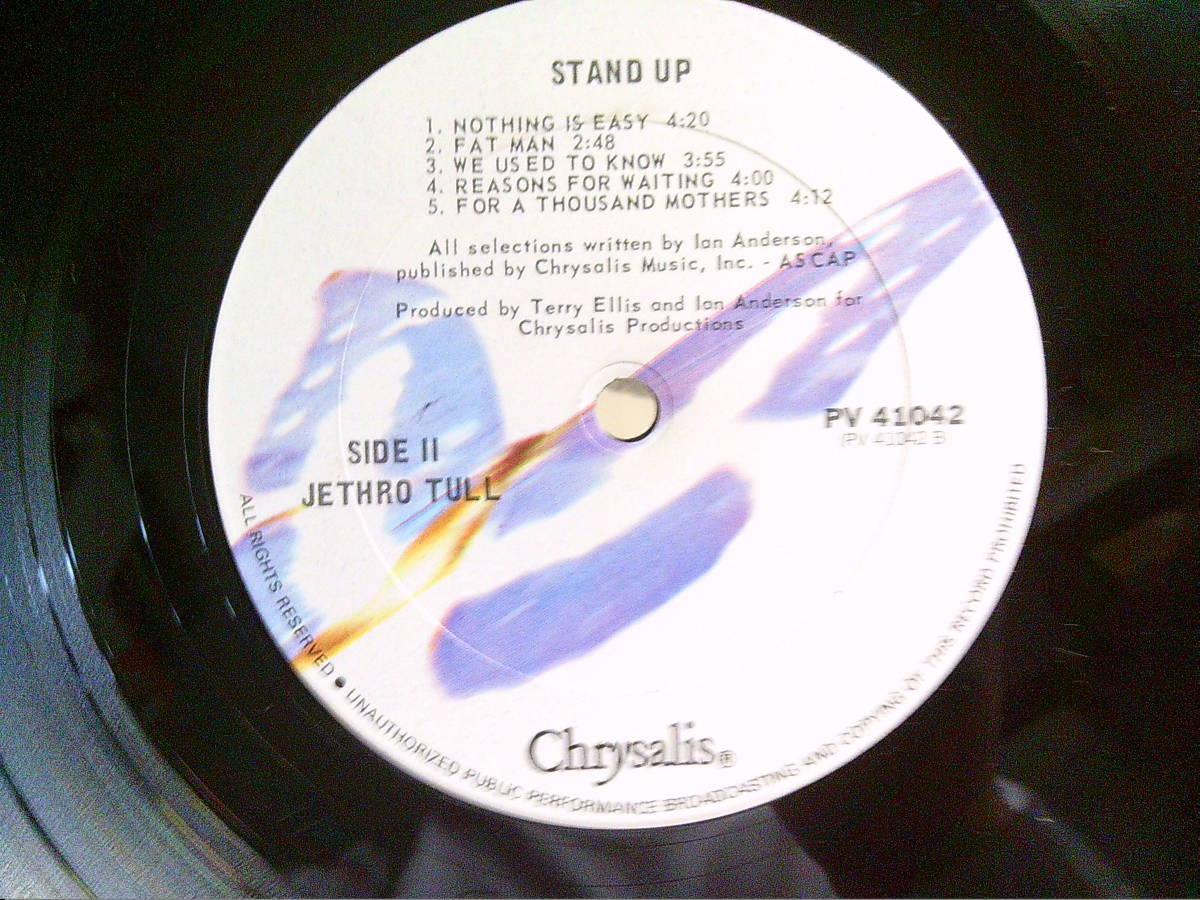 STAND UP
1. NOTHING IS EASY 4:20
2. FAT MAN 2:48
3. WE USED TO KNOW 3:55
4. REASONS FOR WAITING 4:00
5. FOR A THOUSAND MOTHERS 4:12
All selections written by Ian Anderson,
published by Chrysalis Music, Inc. - ASCAP
Produced by Terry Ellis and Ian Anderson for
Chrysalis Productions
PV 41042
(PV 41042 B)
SIDE II
JETHRO TULL
Chrysalis®
ALL RIGHTS RESERVED • UNAUTHORIZED PUBLIC PERFORMANCE BROADCASTING AND COPYING OF THIS RECORD PROHIBITED